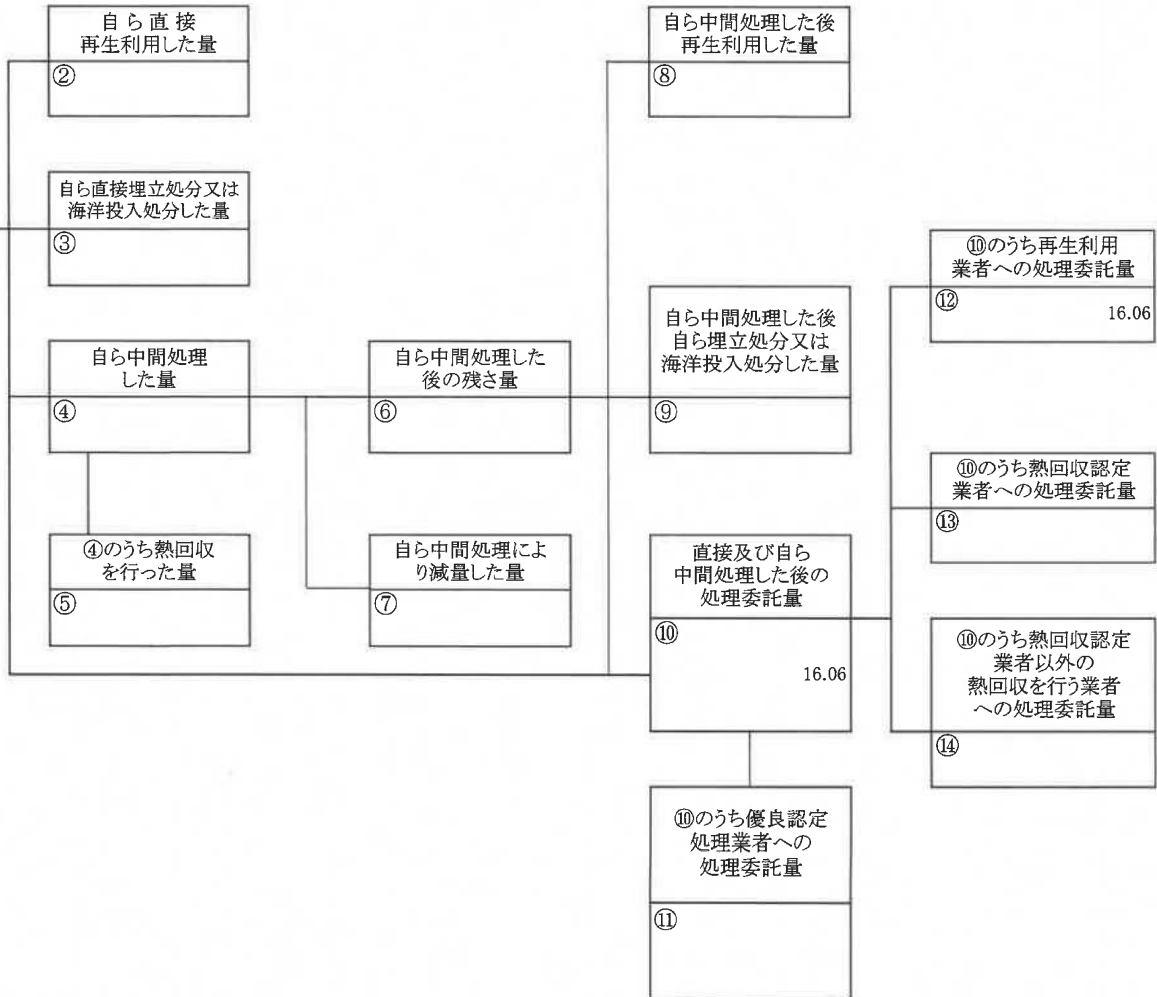 自ら直接
再生利用した量
②
自ら直接埋立処分又は
海洋投入処分した量
③
自ら中間処理
した量
④
④のうち熱回収
を行った量
⑤
自ら中間処理した
後の残さ量
⑥
自ら中間処理によ
り減量した量
⑦
自ら中間処理した後
再生利用した量
⑧
自ら中間処理した後
自ら埋立処分又は
海洋投入処分した量
⑨
直接及び自ら
中間処理した後の
処理委託量
⑩
16.06
⑩のうち優良認定
処理業者への
処理委託量
⑪
⑩のうち再生利用
業者への処理委託量
⑫
16.06
⑩のうち熱回収認定
業者への処理委託量
⑬
⑩のうち熱回収認定
業者以外の
熱回収を行う業者
への処理委託量
⑭